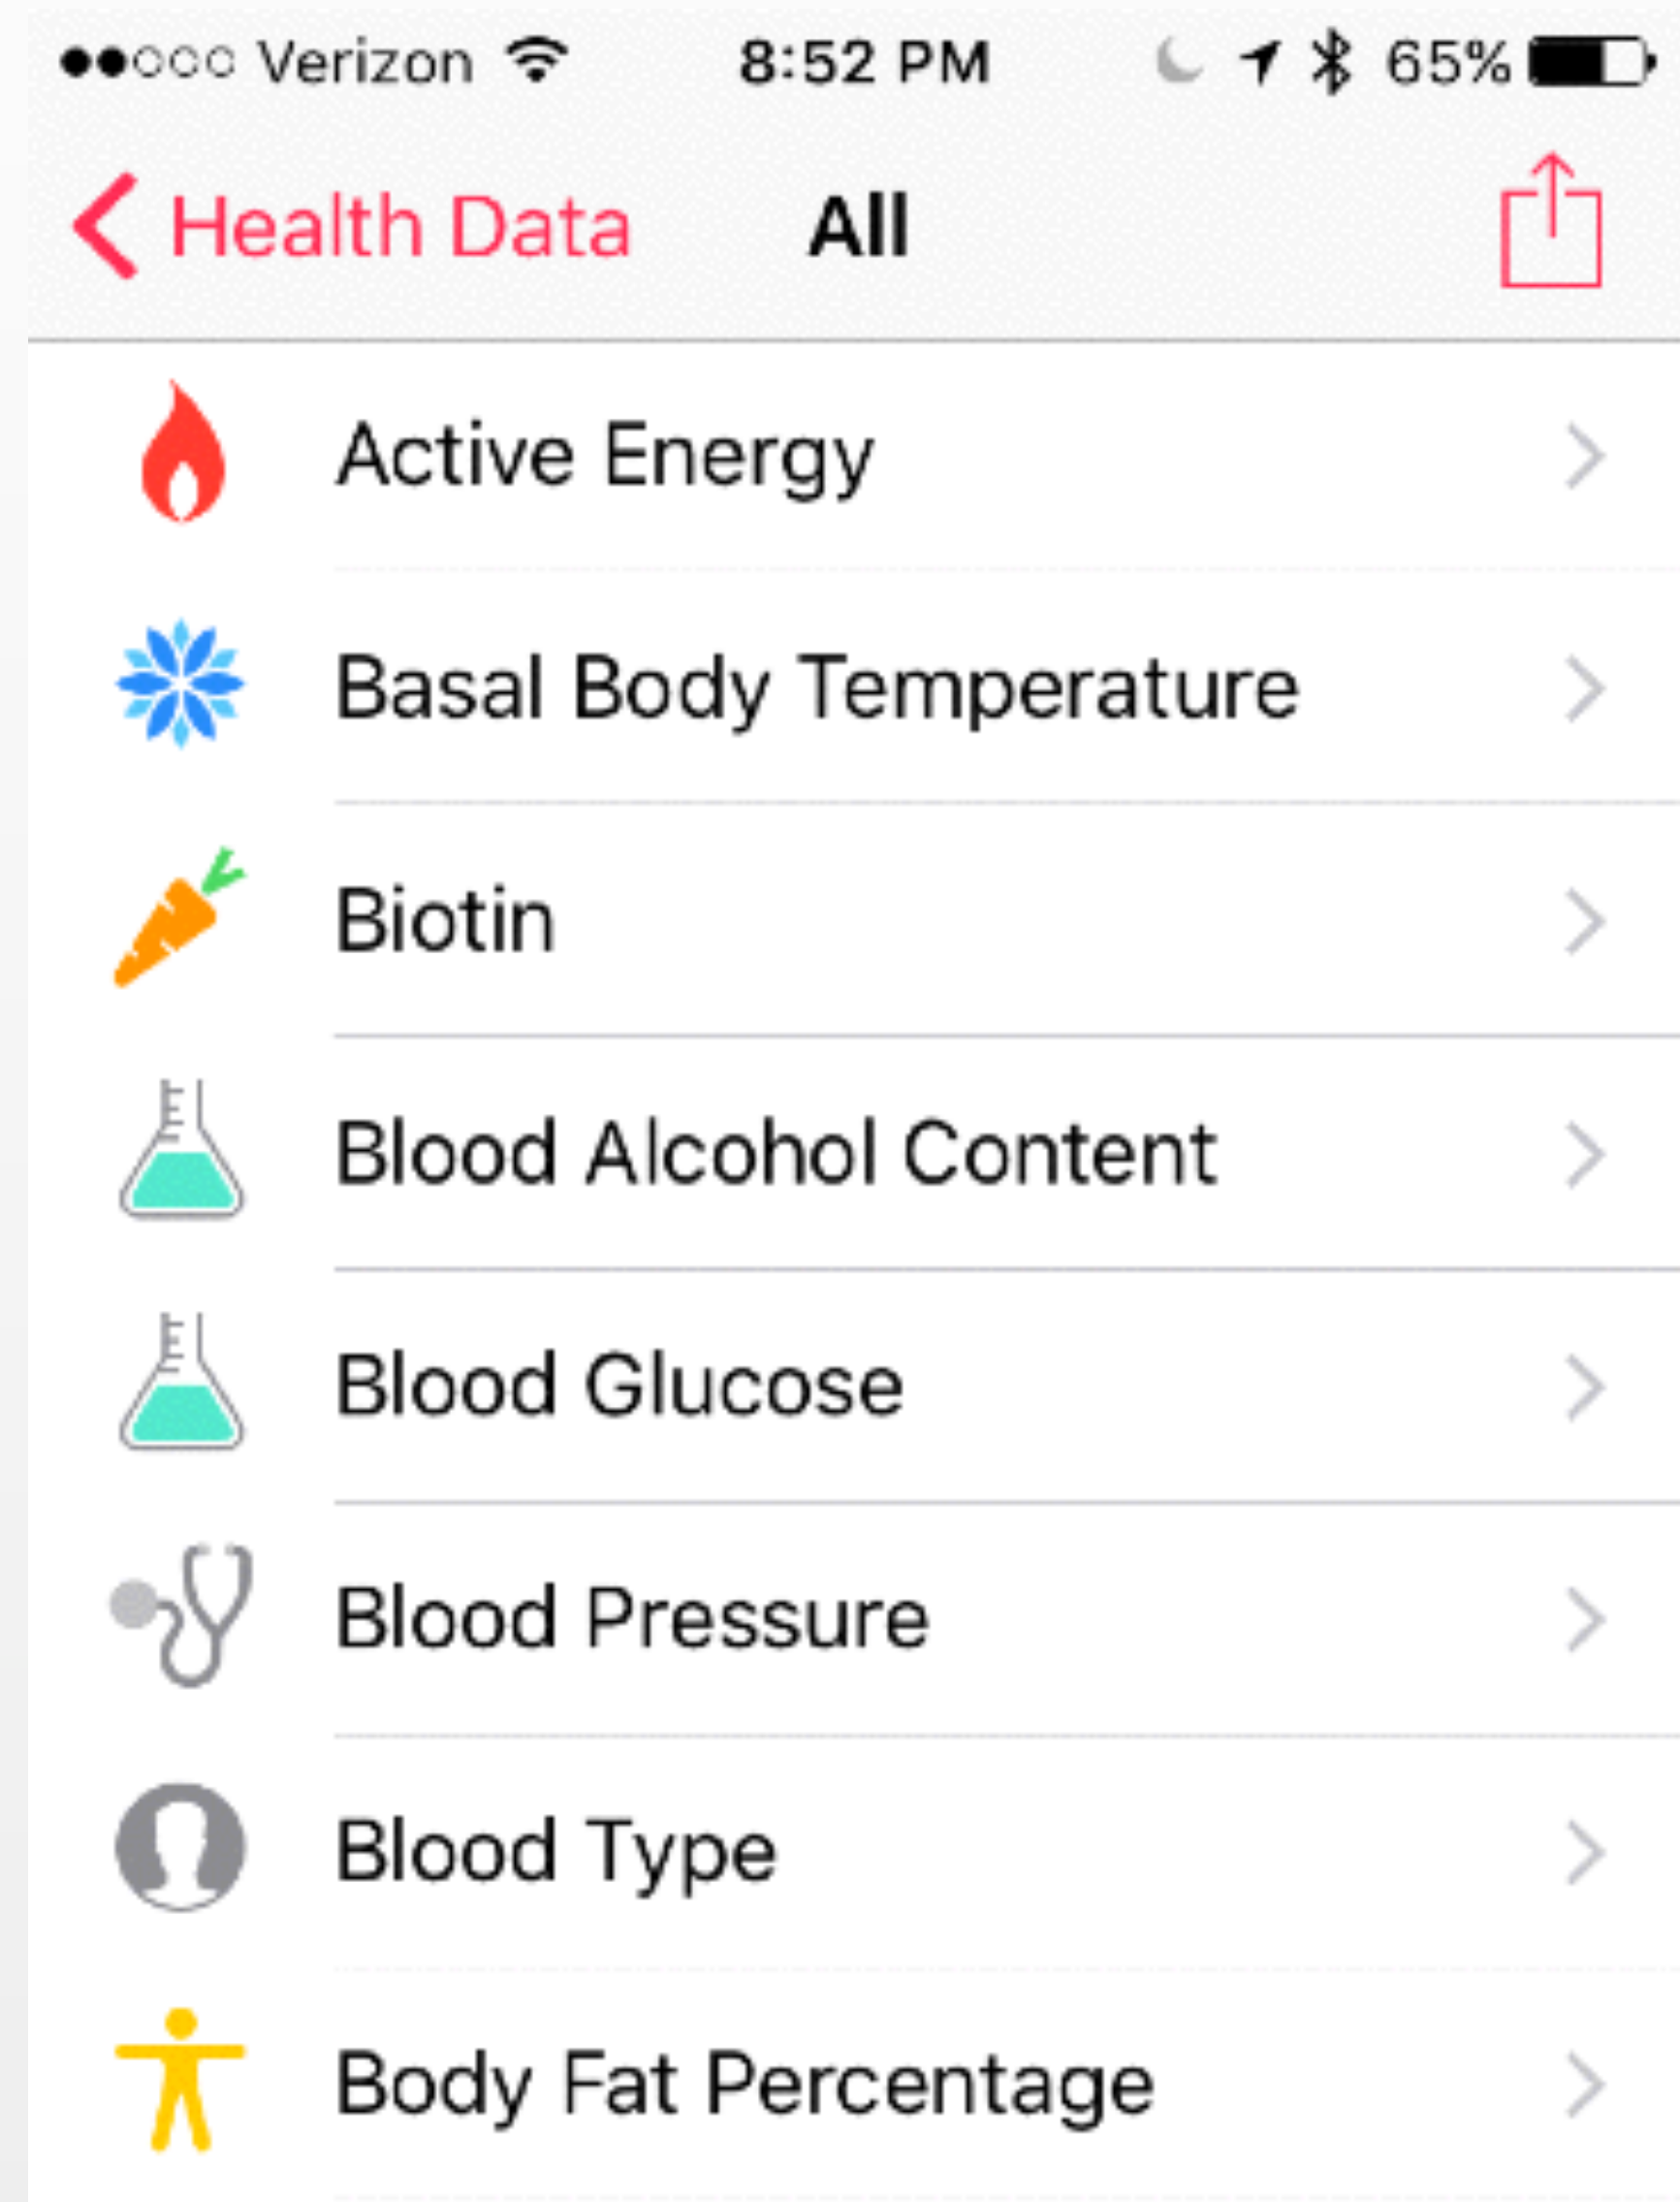 Verizon 8:52 PM 65%
Health Data All
Active Energy
Basal Body Temperature
Biotin
Blood Alcohol Content
Blood Glucose
Blood Pressure
Blood Type
Body Fat Percentage